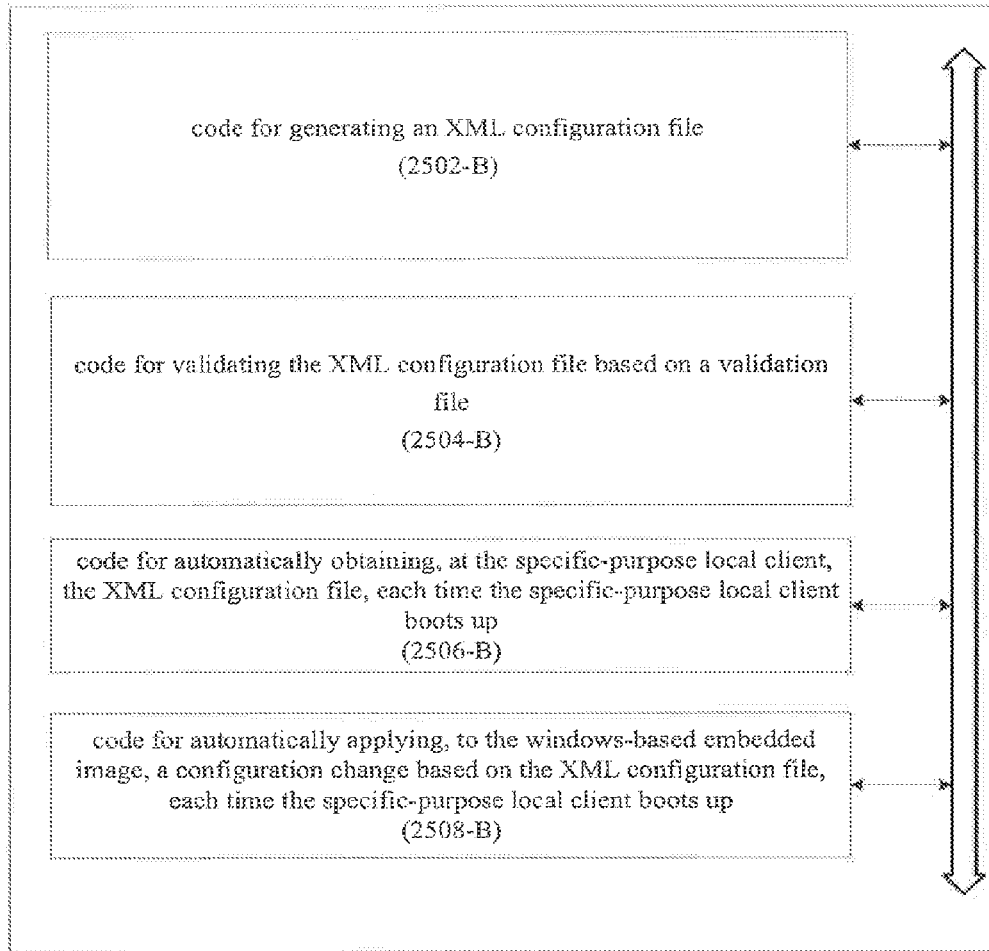 code for generating an XML configuration file
(2502-B)
code for validating the XML configuration file based on a validation
file
(2504-B)
code for automatically obtaining, at the specific-purpose local client,
the XML configuration file, each time the specific-purpose local client
boots up
(2506-B)
code for automatically applying, to the windows-based embedded
image, a configuration change based on the XML configuration file,
each time the specific-purpose local client boots up
(2508-B)